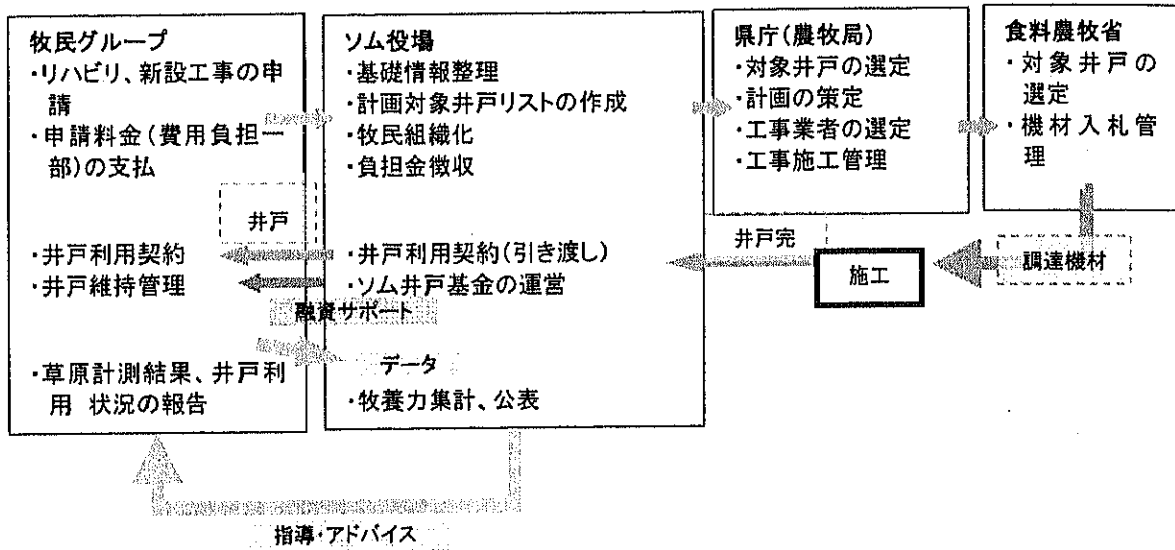 牧民グループ
・リハビリ、新設工事の申
請
・申請料金(費用負担一
部)の支払
井戸
・井戸利用契約
・井戸維持管理
・草原計測結果、井戸利
用 状況の報告
ソム役場
・基礎情報整理
・計画対象井戸リストの作成
・牧民組織化
・負担金徴収
・井戸利用契約(引き渡し)
・ソム井戸基金の運営
融資サポート
データ
・牧養力集計、公表
県庁(農牧局)
・対象井戸の選定
・計画の策定
・工事業者の選定
・工事施工管理
井戸完
施工
食料農牧省
・対象井戸の
選定
・機材入札管
理
調達機材
指導・アドバイス